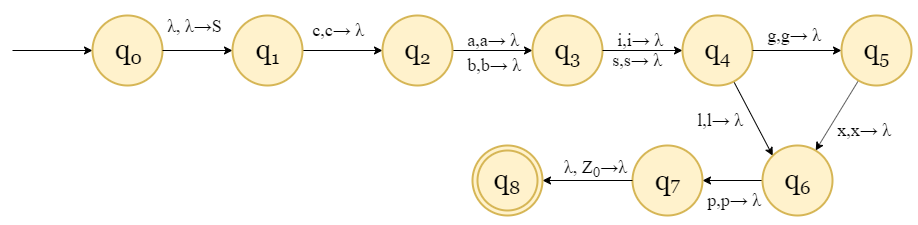 λ, λ→S
c,c→ λ
a,a→ λ
i,i→ λ
g,g→ λ
q₀
q₁
q₂
q₃
q₄
q₅
b,b→ λ
s,s→ λ
l,l→ λ
x,x→ λ
λ, Z₀→λ
q₈
q₇
q₆
p,p→ λ